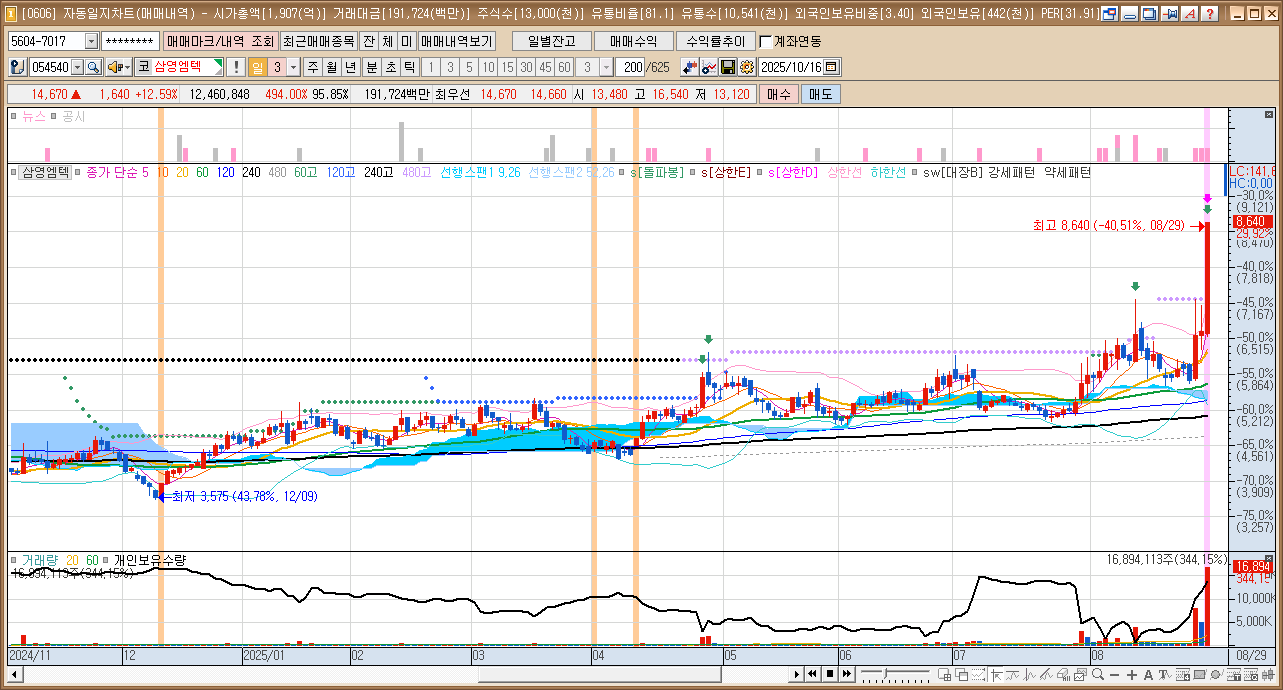 [0606] 자동일지차트(매매내역) - 시가총액[1,907(억)] 거래대금[191,724(백만)] 주식수[13,000(천)] 유통비율[81.1] 유통수[10,541(천)] 외국인보유비중[3.40] 외국인보유[442(천)] PER[31.91]
5604-7017 ******** 매매마크/내역 조회 최근매매종목 잔 체 미 매매내역보기 일별잔고 매매수익 수익률추이 계좌연동
054540 코 삼영엠텍 ! 일 3 주 월 년 분 초 틱 1 3 5 10 15 30 45 60 3 200 /625 2025/10/16
14,670 ▲ 1,640 +12.59% 12,460,848 494.00% 95.85% 191,724백만 최우선 14,670 14,660 시 13,480 고 16,540 저 13,120 매수 매도
뉴스 공시
삼영엠텍 종가 단순 5 10 20 60 120 240 480 60고 120고 240고 480고 선행스팬1 9,26 선행스팬2 52,26 s[돌파봉] s[상한E] s[상한D] 상한선 하한선 sw[대장B] 강세패턴 약세패턴
HC:0,00
-30,0%
(9,121)
최고 8,640 (-40,51%, 08/29)
8,640
29,92%
(8,470)
-40,0%
(7,818)
-45,0%
(7,167)
-50,0%
(6,515)
-55,0%
(5,864)
-60,0%
(5,212)
-65,0%
(4,561)
-70,0%
(3,909)
-75,0%
(3,257)
최저 3,575 (43,78%, 12/09)
거래량 20 60 개인보유수량
16,894,113주(344,15%)
16,894,113주(344,15%)
16,894
10,000K
5,000K
2024/11 12 2025/01 02 03 04 05 06 07 08 08/29